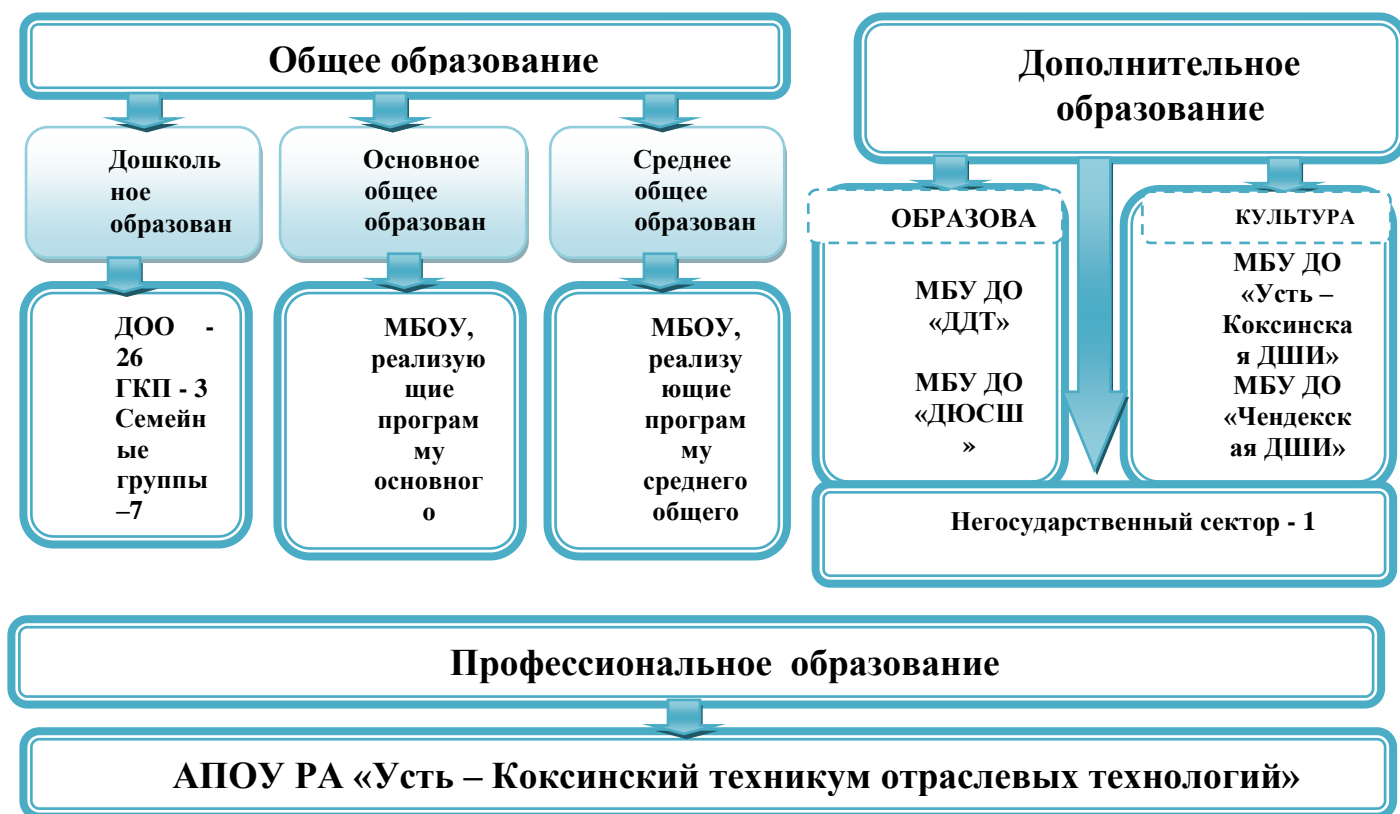 Общее образование
Дошколь
ное
образован
Основное
общее
образован
Среднее
общее
образован
ДОО - 
26
ГКП - 3
Семейн
ые
группы
–7
МБОУ,
реализую
щие
програм
му
основног
о
МБОУ,
реализу
ющие
програм
му
среднего
общего
Дополнительное
образование
ОБРАЗОВА
МБУ ДО
«ДДТ»
МБУ ДО
«ДЮСШ
»
КУЛЬТУРА
МБУ ДО
«Усть –
Коксинска
я ДШИ»
МБУ ДО
«Чендекск
ая ДШИ»
Негосударственный сектор - 1
Профессиональное образование
АПОУ РА «Усть – Коксинский техникум отраслевых технологий»